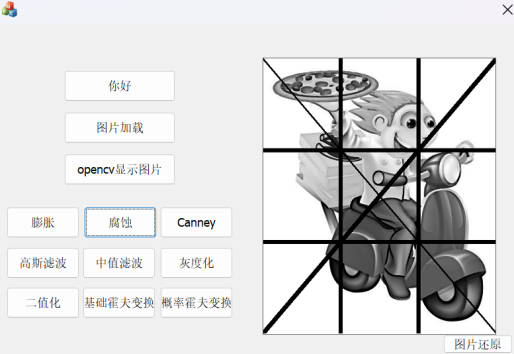 你好
图片加载
opencv显示图片
膨胀 腐蚀 Canney
高斯滤波 中值滤波 灰度化
二值化 基础霍夫变换 概率霍夫变换
图片还原